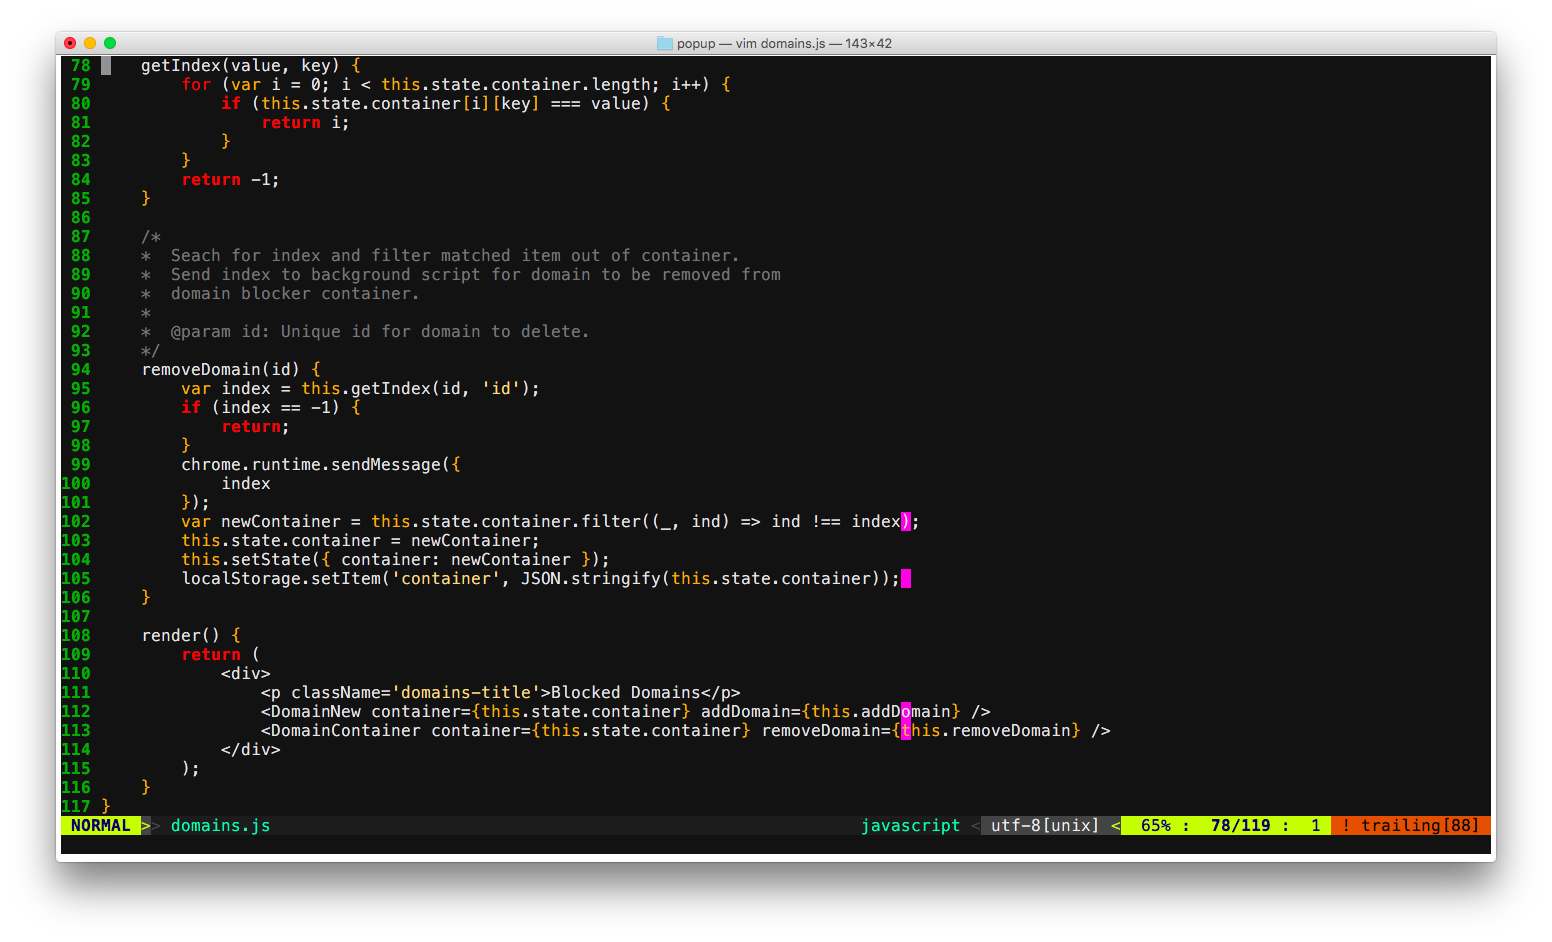 popup — vim domains.js — 143×42
78     getIndex(value, key) {
79         for (var i = 0; i < this.state.container.length; i++) {
80             if (this.state.container[i][key] === value) {
81                 return i;
82             }
83         }
84         return -1;
85     }
86
87     /*
88     *  Seach for index and filter matched item out of container.
89     *  Send index to background script for domain to be removed from
90     *  domain blocker container.
91     *
92     *  @param id: Unique id for domain to delete.
93     */
94     removeDomain(id) {
95         var index = this.getIndex(id, 'id');
96         if (index == -1) {
97             return;
98         }
99         chrome.runtime.sendMessage({
100             index
101         });
102         var newContainer = this.state.container.filter((_, ind) => ind !== index);
103         this.state.container = newContainer;
104         this.setState({ container: newContainer });
105         localStorage.setItem('container', JSON.stringify(this.state.container));
106     }
107
108     render() {
109         return (
110             <div>
111                 <p className='domains-title'>Blocked Domains</p>
112                 <DomainNew container={this.state.container} addDomain={this.addDomain} />
113                 <DomainContainer container={this.state.container} removeDomain={this.removeDomain} />
114             </div>
115         );
116     }
117 }
NORMAL >> domains.js javascript < utf-8[unix] < 65% : 78/119 : 1 ! trailing[88]